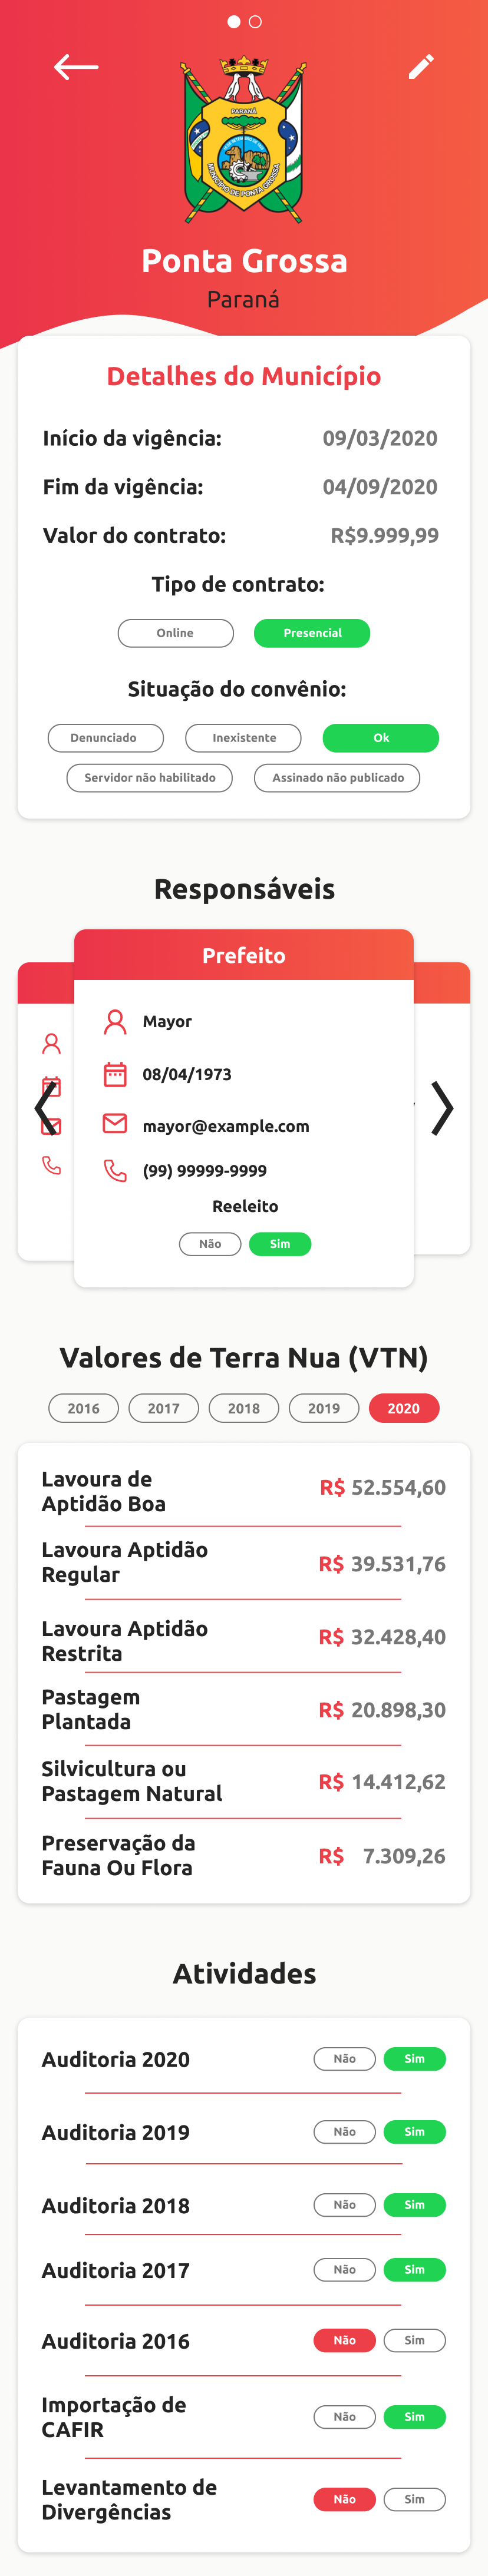 PARANÁ
MUNICÍPIO DE PONTA GROSSA
Ponta Grossa
Paraná
Detalhes do Município
Início da vigência: 09/03/2020
Fim da vigência: 04/09/2020
Valor do contrato: R$9.999,99
Tipo de contrato:
Online Presencial
Situação do convênio:
Denunciado Inexistente Ok
Servidor não habilitado Assinado não publicado
Responsáveis
Prefeito
Mayor
08/04/1973
mayor@example.com
(99) 99999-9999
Reeleito
Não Sim
Valores de Terra Nua (VTN)
2016 2017 2018 2019 2020
Lavoura de
Aptidão Boa
R$ 52.554,60
Lavoura Aptidão
Regular
R$ 39.531,76
Lavoura Aptidão
Restrita
R$ 32.428,40
Pastagem
Plantada
R$ 20.898,30
Silvicultura ou
Pastagem Natural
R$ 14.412,62
Preservação da
Fauna Ou Flora
R$ 7.309,26
Atividades
Auditoria 2020 Não Sim
Auditoria 2019 Não Sim
Auditoria 2018 Não Sim
Auditoria 2017 Não Sim
Auditoria 2016 Não Sim
Importação de
CAFIR
Não Sim
Levantamento de
Divergências
Não Sim